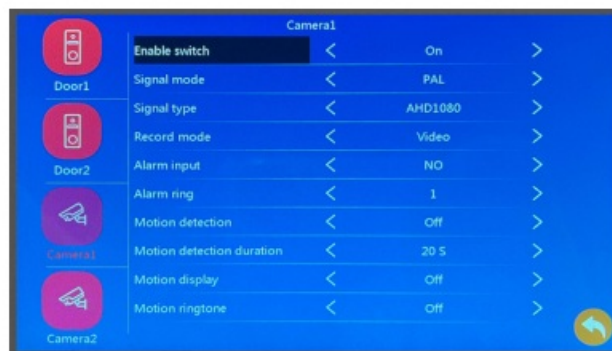 Camera1
Enable switch < On >
Door1
Signal mode < PAL >
Signal type < AHD1080 >
Record mode < Video >
Door2
Alarm input < NO >
Alarm ring < 1 >
Motion detection < Off >
Camera1
Motion detection duration < 20 S >
Motion display < Off >
Motion ringtone < Off >
Camera2